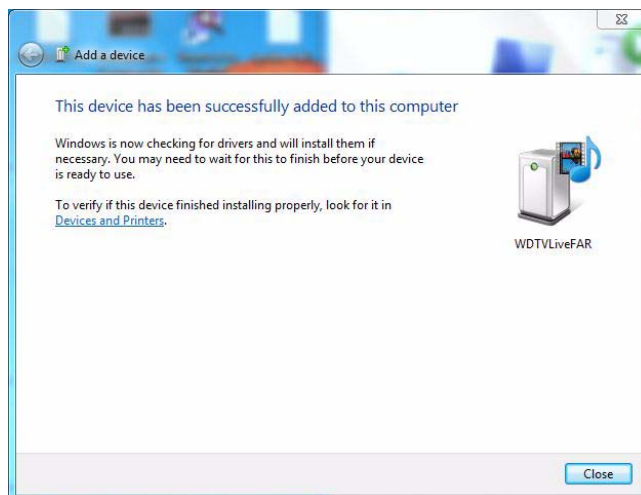 Add a device
This device has been successfully added to this computer
Windows is now checking for drivers and will install them if
necessary. You may need to wait for this to finish before your device
is ready to use.
To verify if this device finished installing properly, look for it in
Devices and Printers.
WDTVLiveFAR
Close